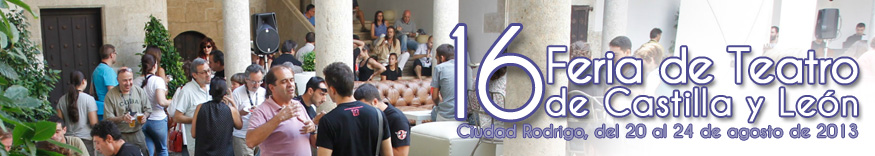 16 Feria de Teatro
de Castilla y León
Ciudad Rodrigo, del 20 al 24 de agosto de 2013